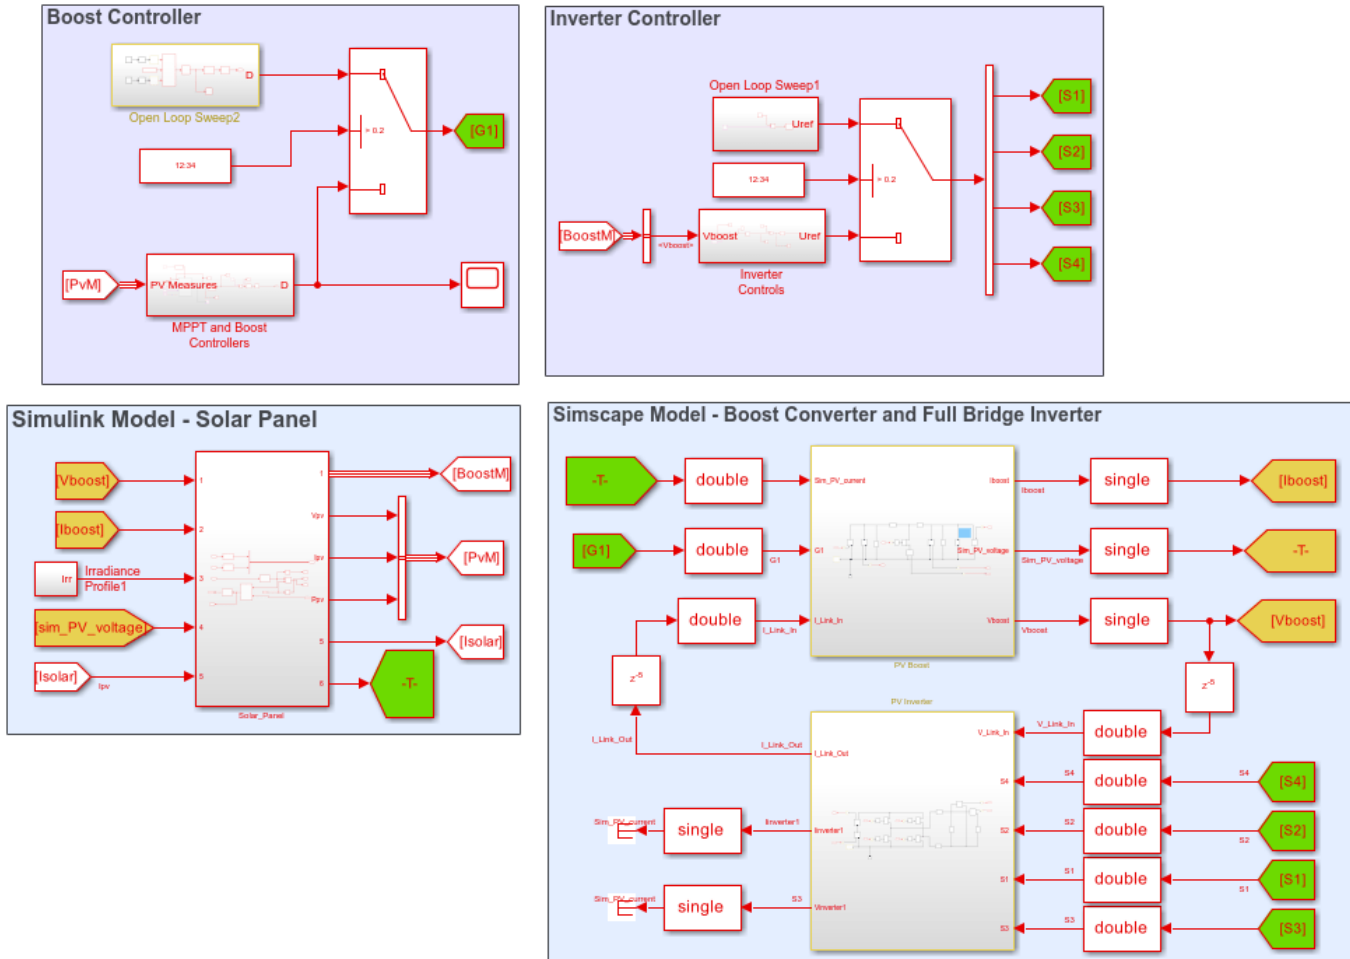 Boost Controller
D
Open Loop Sweep2
> 0.2
[G1]
12:34
[PvM]
PV Measures
D
MPPT and Boost
Controllers
Inverter Controller
Open Loop Sweep1
Uref
12:34
> 0.2
[BoostM]
<Vboost>
Vboost
Uref
Inverter
Controls
[S1]
[S2]
[S3]
[S4]
Simulink Model - Solar Panel
[Vboost]
1
[Iboost]
2
Irr
Irradiance
Profile1
3
[sim_PV_voltage]
4
[Isolar]
Ipv
5
1
[BoostM]
Vpv
Ipv
[PvM]
Ppv
5
[Isolar]
6
-T-
Solar_Panel
Simscape Model - Boost Converter and Full Bridge Inverter
-T-
double
Sim_PV_current
Iboost
Iboost
single
[Iboost]
[G1]
double
G1
G1
Sim_PV_voltage
Sim_PV_voltage
single
-T-
double
I_Link_In
I_Link_In
Vboost
Vboost
single
[Vboost]
PV Boost
z-5
z-5
PV Inverter
I_Link_Out
I_Link_Out
I_Link_Out
V_Link_In
V_Link_In
double
S4
S4
double
S4
[S4]
Sim_PV_current
single
Iinverter1
Iinverter1
S2
S2
double
S2
S2
[S2]
S1
S1
double
S1
S1
[S1]
Sim_PV_current
single
S3
Vinverter1
S3
S3
double
[S3]